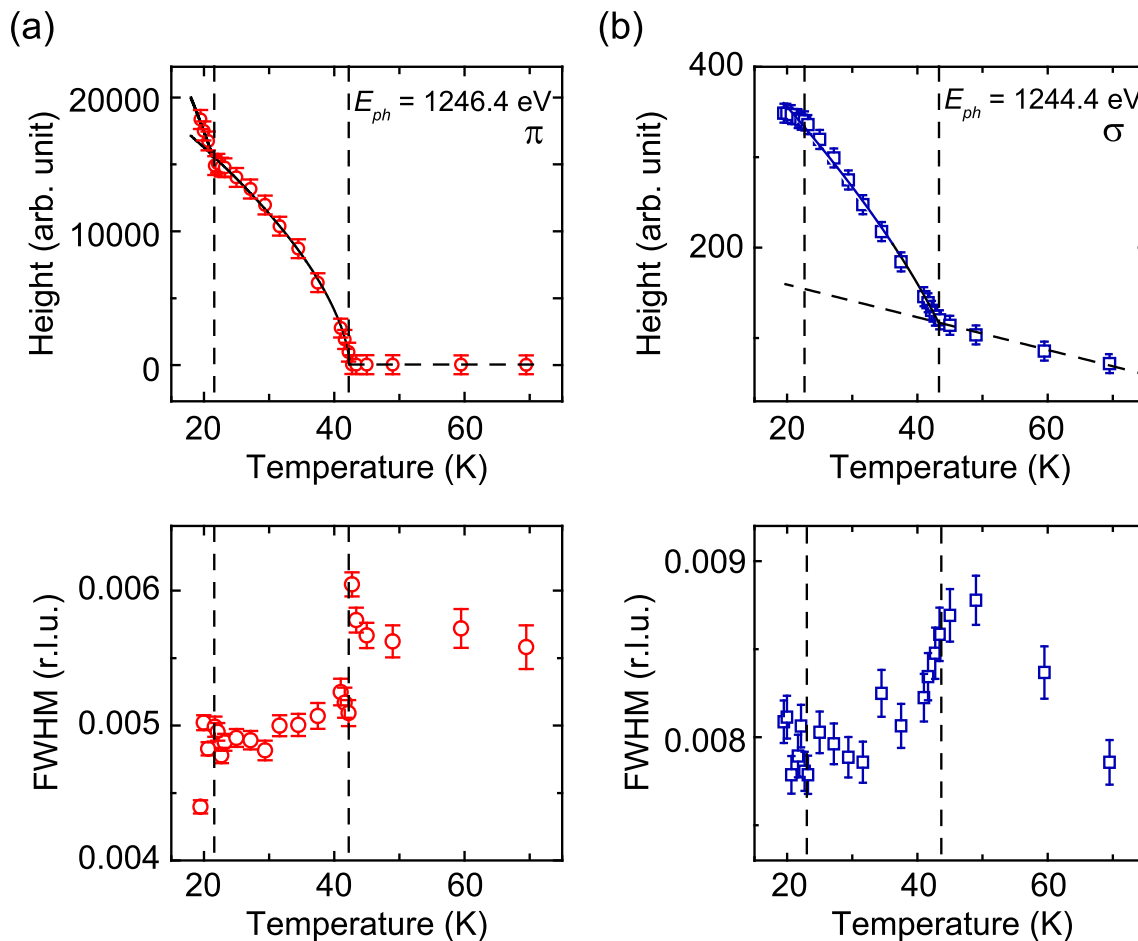 (a)
20000
10000
0
Height (arb. unit)
E_ph = 1246.4 eV
π
20
40
60
Temperature (K)
(b)
400
200
Height (arb. unit)
E_ph = 1244.4 eV
σ
20
40
60
Temperature (K)
0.006
0.005
0.004
FWHM (r.l.u.)
20
40
60
Temperature (K)
0.009
0.008
FWHM (r.l.u.)
20
40
60
Temperature (K)